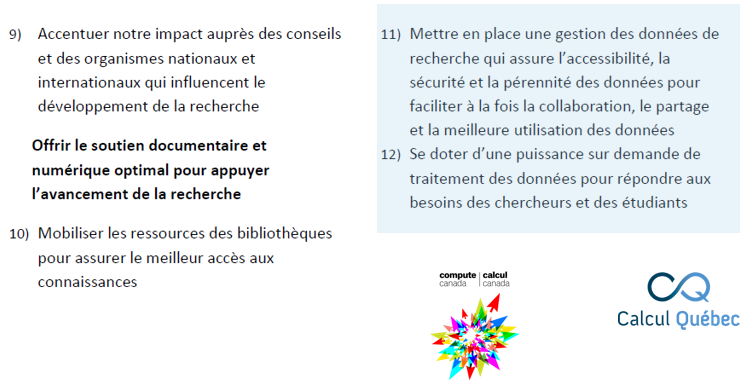 9) Accentuer notre impact auprès des conseils
et des organismes nationaux et
internationaux qui influencent le
développement de la recherche
Offrir le soutien documentaire et
numérique optimal pour appuyer
l’avancement de la recherche
10) Mobiliser les ressources des bibliothèques
pour assurer le meilleur accès aux
connaissances
11) Mettre en place une gestion des données de
recherche qui assure l’accessibilité, la
sécurité et la pérennité des données pour
faciliter à la fois la collaboration, le partage
et la meilleure utilisation des données
12) Se doter d’une puissance sur demande de
traitement des données pour répondre aux
besoins des chercheurs et des étudiants
compute | calcul
canada | canada
CQ
Calcul Québec